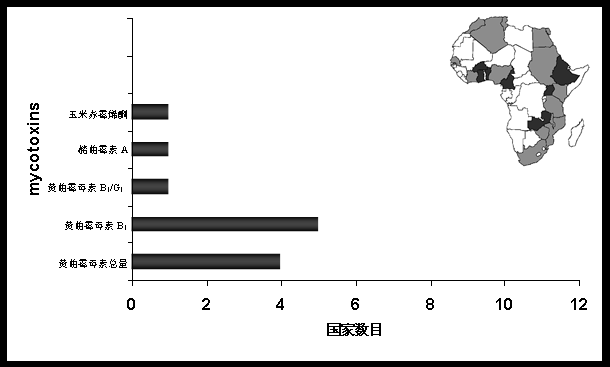 mycotoxins
玉米赤霉烯酮
赭曲霉素 A
黄曲霉毒素 B₁/G₁
黄曲霉毒素 B₁
黄曲霉毒素总量
0 2 4 6 8 10 12
国家数目